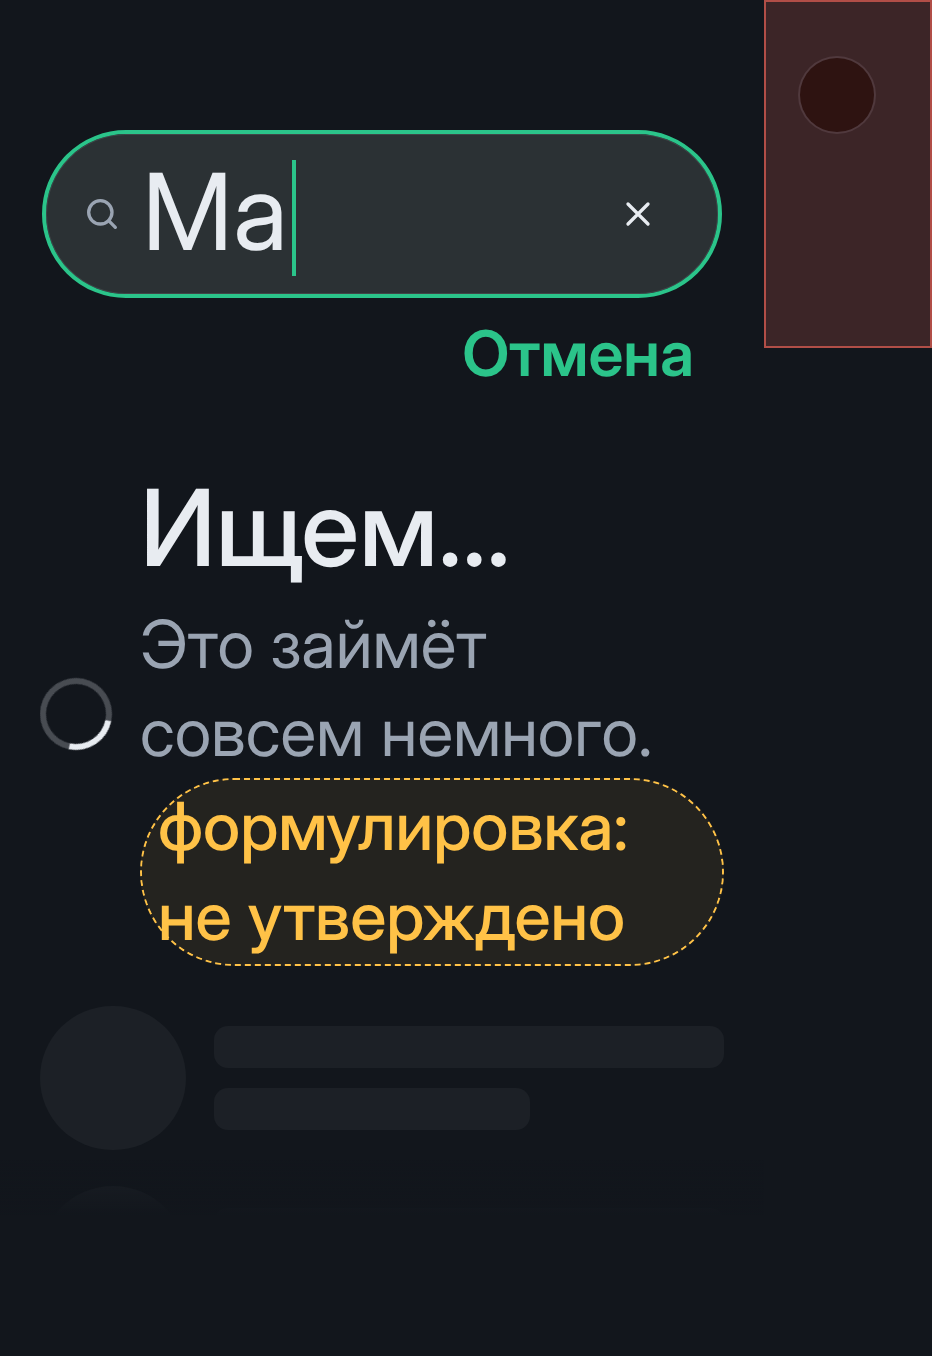 Ма
Отмена
Ищем...
Это займёт
совсем немного.
формулировка:
не утверждено